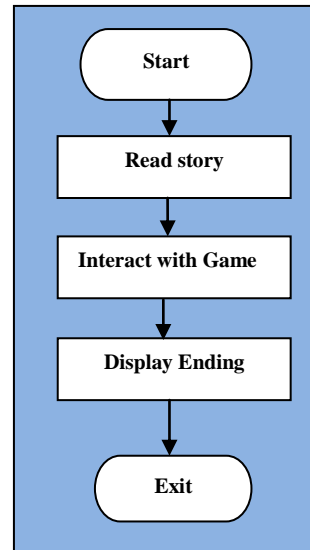 Start
Read story
Interact with Game
Display Ending
Exit